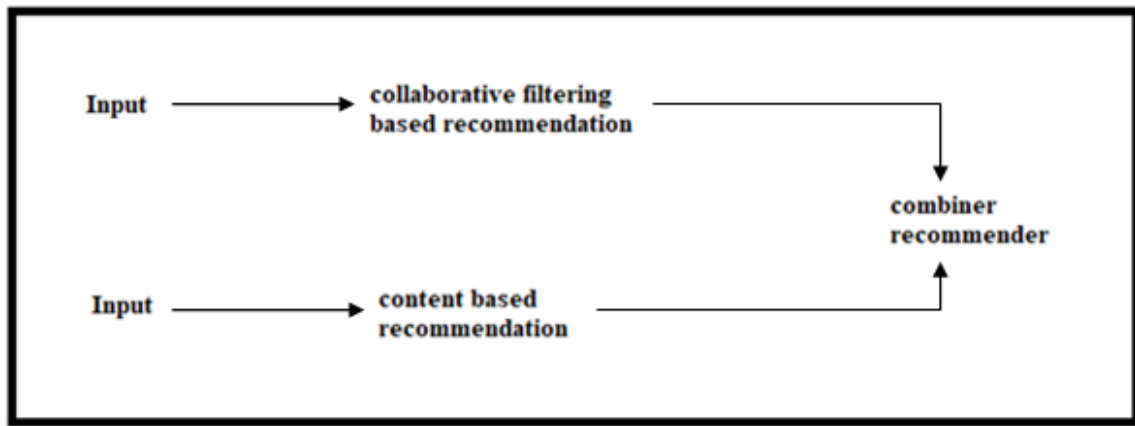 Input
collaborative filtering
based recommendation
combiner
recommender
Input
content based
recommendation